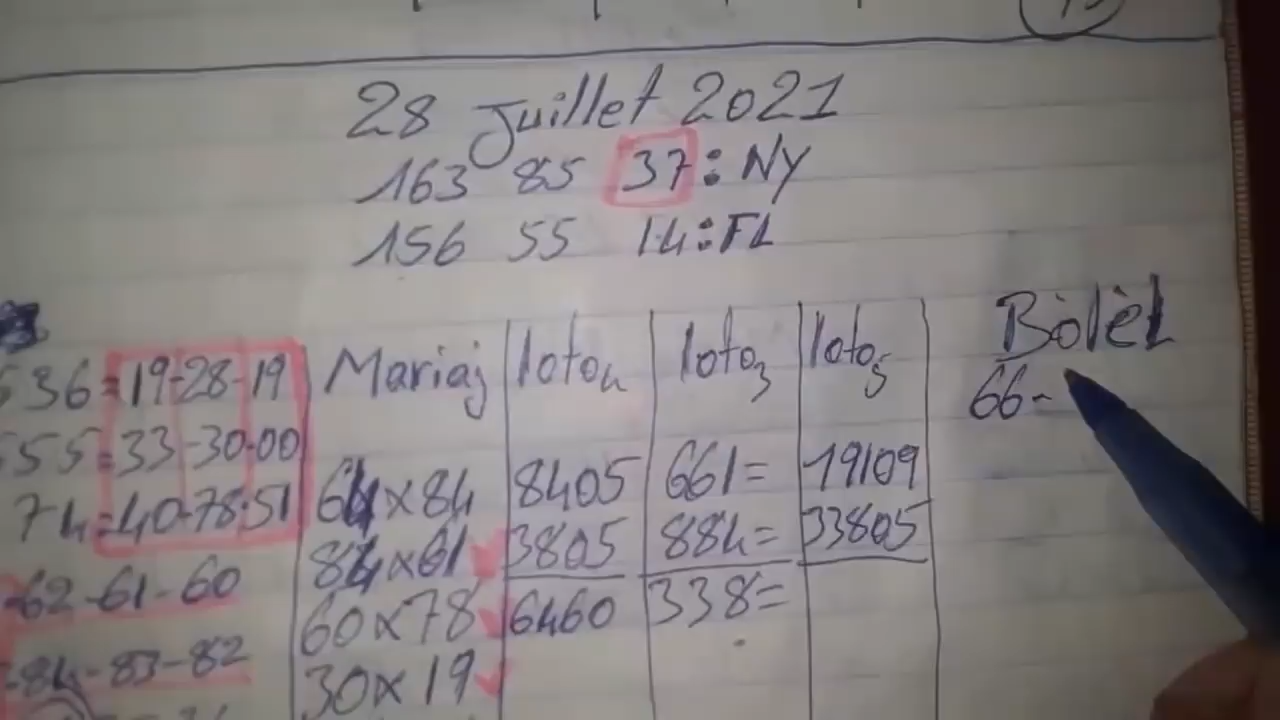 28 Juillet 2021
163 85 37: NY
156 55 14: FL
Mariaj loto4 loto3 loto5 Bòlèt
36=19-28-19 66-
55=33-30-00
74=40-78-51 64x84 8405 661= 19109
84x61 3805 884= 33805
-62-61-60 60x78 6460 338=
-84-83-82 30x19